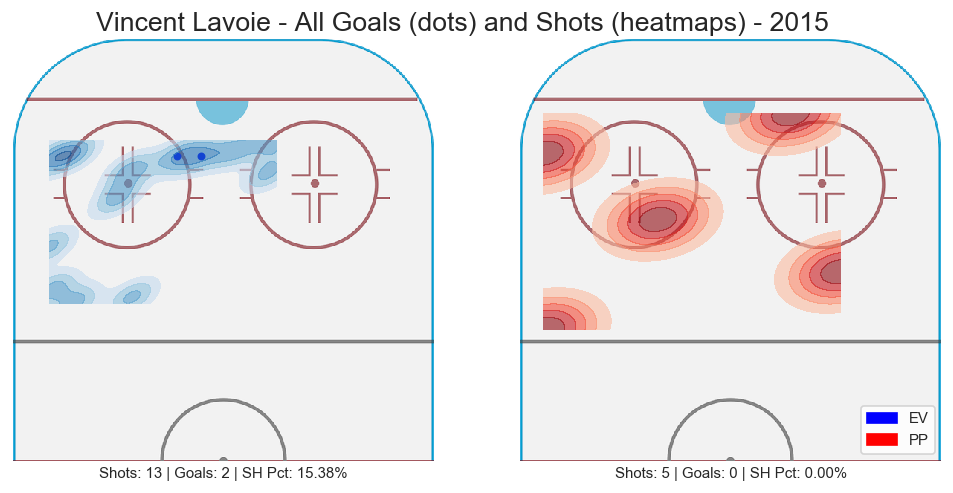 Vincent Lavoie - All Goals (dots) and Shots (heatmaps) - 2015
EV
PP
Shots: 13 | Goals: 2 | SH Pct: 15.38%
Shots: 5 | Goals: 0 | SH Pct: 0.00%